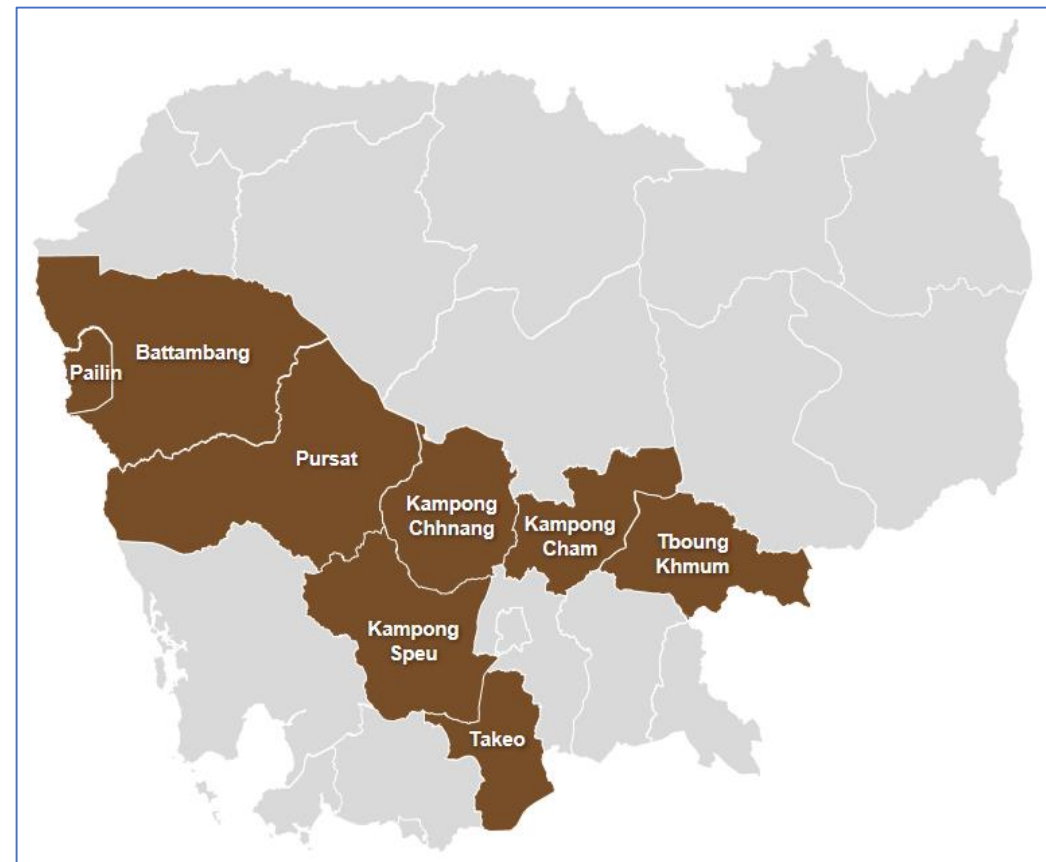 Battambang
Pailin
Pursat
Kampong
Chhnang
Kampong
Cham
Tboung
Khmum
Kampong
Speu
Takeo